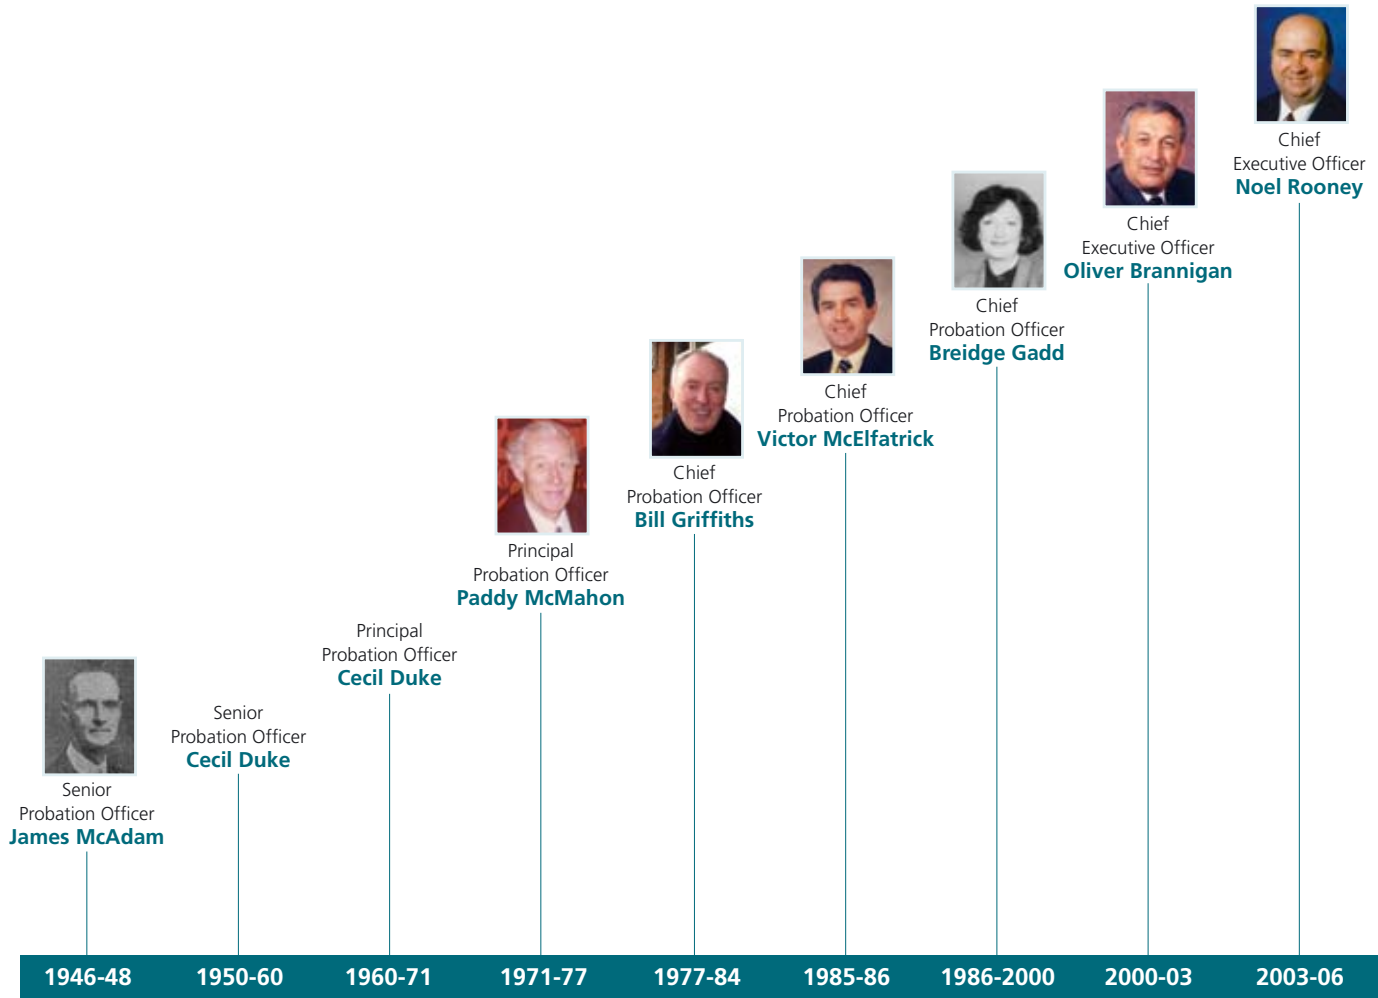 Senior
Probation Officer
James McAdam
Senior
Probation Officer
Cecil Duke
Principal
Probation Officer
Cecil Duke
Principal
Probation Officer
Paddy McMahon
Chief
Probation Officer
Bill Griffiths
Chief
Probation Officer
Victor McElfatrick
Chief
Probation Officer
Breidge Gadd
Chief
Executive Officer
Oliver Brannigan
Chief
Executive Officer
Noel Rooney
1946-48
1950-60
1960-71
1971-77
1977-84
1985-86
1986-2000
2000-03
2003-06